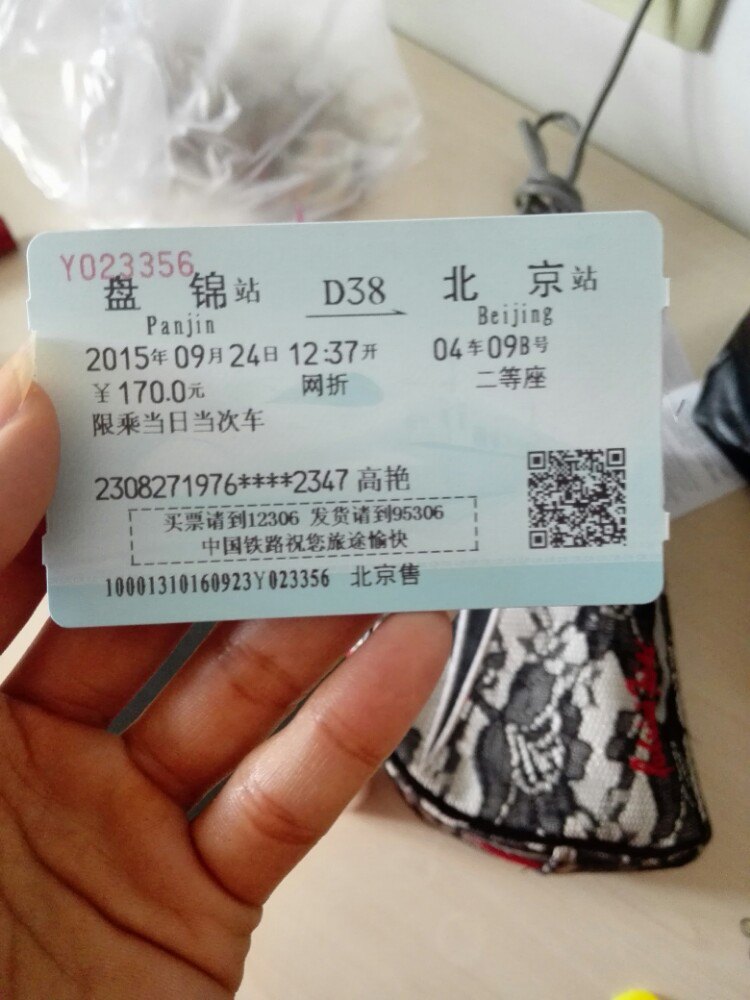 Y023356
盘锦站 D38 北京站
Panjin Beijing
2015年09月24日 12:37开 04车09B号
￥170.0元 网折 二等座
限乘当日当次车
2308271976****2347 高艳
买票请到12306 发货请到95306
中国铁路祝您旅途愉快
10001310160923Y023356 北京售